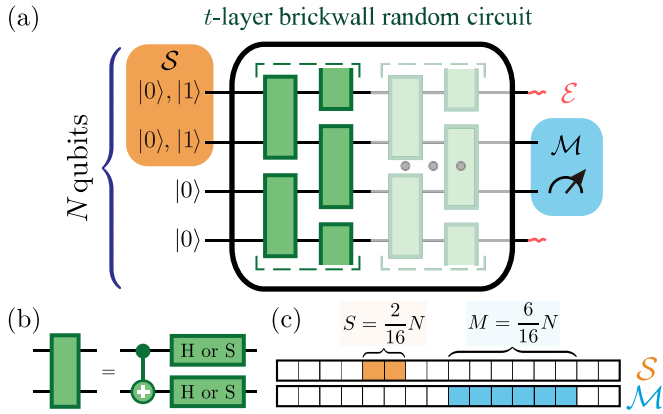 (a)
t-layer brickwall random circuit
N qubits
𝒮
|0⟩, |1⟩
|0⟩, |1⟩
|0⟩
|0⟩
ℰ
ℳ
(b)
=
H or S
H or S
(c)
S = 2/16 N
M = 6/16 N
𝒮
ℳ